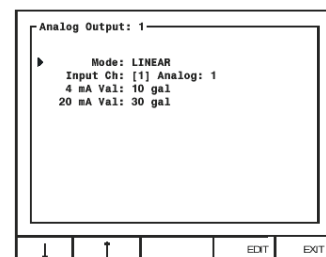 Analog Output: 1
Mode: LINEAR
Input Ch: [1] Analog: 1
4 mA Val: 10 gal
20 mA Val: 30 gal
EDIT EXIT